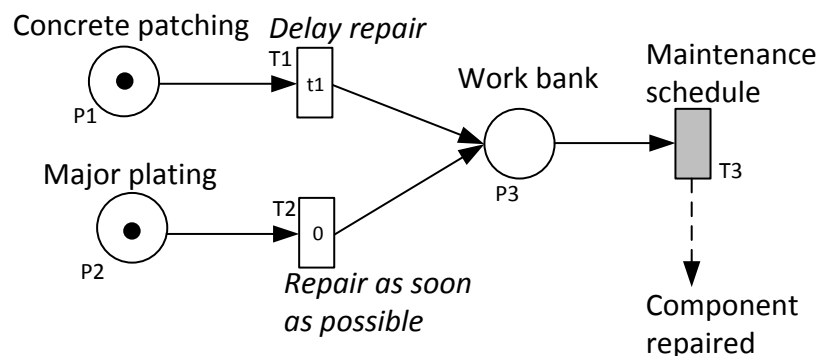 Concrete patching
Delay repair
T1
t1
P1
Work bank
P3
Maintenance
schedule
T3
Major plating
T2
0
P2
Repair as soon
as possible
Component
repaired